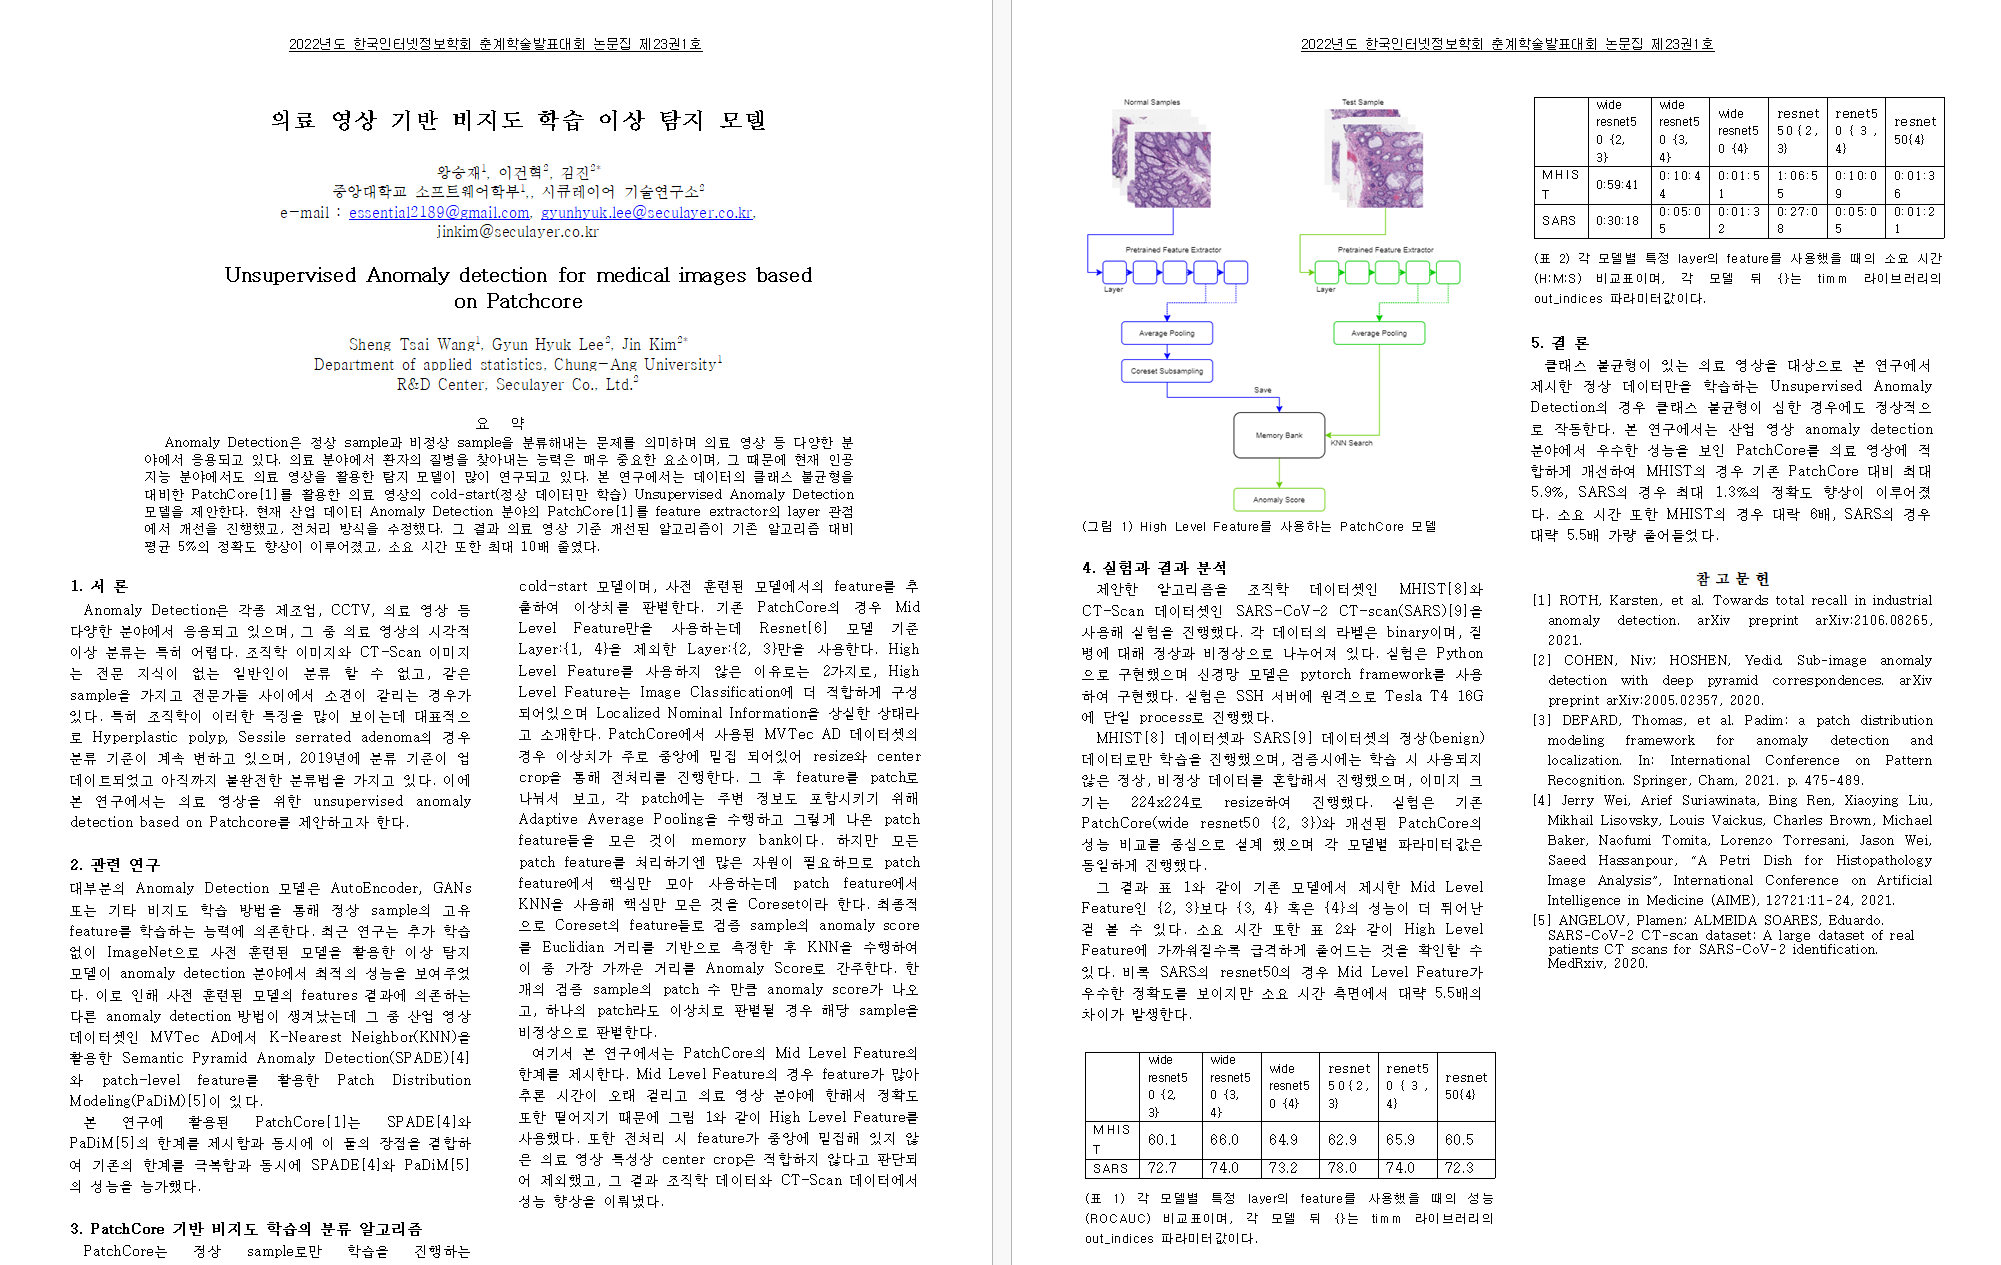 2022년도 한국인터넷정보학회 춘계학술발표대회 논문집 제23권1호
의료 영상 기반 비지도 학습 이상 탐지 모델
왕승재1, 이건혁2, 김진2*
중앙대학교 소프트웨어학부1,, 시큐레이어 기술연구소2
e-mail : essential2189@gmail.com, gyunhyuk.lee@seculayer.co.kr,
jinkim@seculayer.co.kr
Unsupervised Anomaly detection for medical images based
on Patchcore
Sheng Tsai Wang1, Gyun Hyuk Lee2, Jin Kim2*
Department of applied statistics, Chung-Ang University1
R&D Center, Seculayer Co., Ltd.2
요 약
Anomaly Detection은 정상 sample과 비정상 sample을 분류해내는 문제를 의미하며 의료 영상 등 다양한 분
야에서 응용되고 있다. 의료 분야에서 환자의 질병을 찾아내는 능력은 매우 중요한 요소이며, 그 때문에 현재 인공
지능 분야에서도 의료 영상을 활용한 탐지 모델이 많이 연구되고 있다. 본 연구에서는 데이터의 클래스 불균형을
대비한 PatchCore[1]를 활용한 의료 영상의 cold-start(정상 데이터만 학습) Unsupervised Anomaly Detection
모델을 제안한다. 현재 산업 데이터 Anomaly Detection 분야의 PatchCore[1]를 feature extractor의 layer 관점
에서 개선을 진행했고, 전처리 방식을 수정했다. 그 결과 의료 영상 기준 개선된 알고리즘이 기존 알고리즘 대비
평균 5%의 정확도 향상이 이루어졌고, 소요 시간 또한 최대 10배 줄였다.
1. 서 론
Anomaly Detection은 각종 제조업, CCTV, 의료 영상 등
다양한 분야에서 응용되고 있으며, 그 중 의료 영상의 시각적
이상 분류는 특히 어렵다. 조직학 이미지와 CT-Scan 이미지
는 전문 지식이 없는 일반인이 분류 할 수 없고, 같은
sample을 가지고 전문가들 사이에서 소견이 갈리는 경우가
있다. 특히 조직학이 이러한 특징을 많이 보이는데 대표적으
로 Hyperplastic polyp, Sessile serrated adenoma의 경우
분류 기준이 계속 변하고 있으며, 2019년에 분류 기준이 업
데이트되었고 아직까지 불완전한 분류법을 가지고 있다. 이에
본 연구에서는 의료 영상을 위한 unsupervised anomaly
detection based on Patchcore를 제안하고자 한다.
2. 관련 연구
대부분의 Anomaly Detection 모델은 AutoEncoder, GANs
또는 기타 비지도 학습 방법을 통해 정상 sample의 고유
feature를 학습하는 능력에 의존한다. 최근 연구는 추가 학습
없이 ImageNet으로 사전 훈련된 모델을 활용한 이상 탐지
모델이 anomaly detection 분야에서 최적의 성능을 보여주었
다. 이로 인해 사전 훈련된 모델의 features 결과에 의존하는
다른 anomaly detection 방법이 생겨났는데 그 중 산업 영상
데이터셋인 MVTec AD에서 K-Nearest Neighbor(KNN)을
활용한 Semantic Pyramid Anomaly Detection(SPADE)[4]
와 patch-level feature를 활용한 Patch Distribution
Modeling(PaDiM)[5]이 있다.
본 연구에 활용된 PatchCore[1]는 SPADE[4]와
PaDiM[5]의 한계를 제시함과 동시에 이 둘의 장점을 결합하
여 기존의 한계를 극복함과 동시에 SPADE[4]와 PaDiM[5]
의 성능을 능가했다.
3. PatchCore 기반 비지도 학습의 분류 알고리즘
PatchCore는 정상 sample로만 학습을 진행하는
cold-start 모델이며, 사전 훈련된 모델에서의 feature를 추
출하여 이상치를 판별한다. 기존 PatchCore의 경우 Mid
Level Feature만을 사용하는데 Resnet[6] 모델 기준
Layer:{1, 4}을 제외한 Layer:{2, 3}만을 사용한다. High
Level Feature를 사용하지 않은 이유로는 2가지로, High
Level Feature는 Image Classification에 더 적합하게 구성
되어있으며 Localized Nominal Information을 상실한 상태라
고 소개한다. PatchCore에서 사용된 MVTec AD 데이터셋의
경우 이상치가 주로 중앙에 밀집 되어있어 resize와 center
crop을 통해 전처리를 진행한다. 그 후 feature를 patch로
나눠서 보고, 각 patch에는 주변 정보도 포함시키기 위해
Adaptive Average Pooling을 수행하고 그렇게 나온 patch
feature들을 모은 것이 memory bank이다. 하지만 모든
patch feature를 처리하기엔 많은 자원이 필요하므로 patch
feature에서 핵심만 모아 사용하는데 patch feature에서
KNN을 사용해 핵심만 모은 것을 Coreset이라 한다. 최종적
으로 Coreset의 feature들로 검증 sample의 anomaly score
를 Euclidian 거리를 기반으로 측정한 후 KNN을 수행하여
이 중 가장 가까운 거리를 Anomaly Score로 간주한다. 한
개의 검증 sample의 patch 수 만큼 anomaly score가 나오
고, 하나의 patch라도 이상치로 판별될 경우 해당 sample을
비정상으로 판별한다.
여기서 본 연구에서는 PatchCore의 Mid Level Feature의
한계를 제시한다. Mid Level Feature의 경우 feature가 많아
추론 시간이 오래 걸리고 의료 영상 분야에 한해서 정확도
또한 떨어지기 때문에 그림 1와 같이 High Level Feature를
사용했다. 또한 전처리 시 feature가 중앙에 밀집해 있지 않
은 의료 영상 특성상 center crop은 적합하지 않다고 판단되
어 제외했고, 그 결과 조직학 데이터와 CT-Scan 데이터에서
성능 향상을 이뤄냈다.
2022년도 한국인터넷정보학회 춘계학술발표대회 논문집 제23권1호
Normal Samples
Test Sample
Pretrained Feature Extractor
Pretrained Feature Extractor
Layer
Layer
Average Pooling
Average Pooling
Coreset Subsampling
Save
Memory Bank
KNN Search
Anomaly Score
(그림 1) High Level Feature를 사용하는 PatchCore 모델
4. 실험과 결과 분석
제안한 알고리즘을 조직학 데이터셋인 MHIST[8]와
CT-Scan 데이터셋인 SARS-CoV-2 CT-scan(SARS)[9]을
사용해 실험을 진행했다. 각 데이터의 라벨은 binary이며, 질
병에 대해 정상과 비정상으로 나누어져 있다. 실험은 Python
으로 구현했으며 신경망 모델은 pytorch framework를 사용
하여 구현했다. 실험은 SSH 서버에 원격으로 Tesla T4 16G
에 단일 process로 진행했다.
MHIST[8] 데이터셋과 SARS[9] 데이터셋의 정상(benign)
데이터로만 학습을 진행했으며, 검증시에는 학습 시 사용되지
않은 정상, 비정상 데이터를 혼합해서 진행했으며, 이미지 크
기는 224x224로 resize하여 진행했다. 실험은 기존
PatchCore(wide resnet50 {2, 3})와 개선된 PatchCore의
성능 비교를 중심으로 설계 했으며 각 모델별 파라미터값은
동일하게 진행했다.
그 결과 표 1와 같이 기존 모델에서 제시한 Mid Level
Feature인 {2, 3}보다 {3, 4} 혹은 {4}의 성능이 더 뛰어난
걸 볼 수 있다. 소요 시간 또한 표 2와 같이 High Level
Feature에 가까워질수록 급격하게 줄어드는 것을 확인할 수
있다. 비록 SARS의 resnet50의 경우 Mid Level Feature가
우수한 정확도를 보이지만 소요 시간 측면에서 대략 5.5배의
차이가 발생한다.
wide resnet50 {2, 3} wide resnet50 {3, 4} wide resnet50 {4} resnet 50{2, 3} renet50 {3, 4} resnet 50{4}
MHIST 60.1 66.0 64.9 62.9 65.9 60.5
SARS 72.7 74.0 73.2 78.0 74.0 72.3
(표 1) 각 모델별 특정 layer의 feature를 사용했을 때의 성능
(ROCAUC) 비교표이며, 각 모델 뒤 {}는 timm 라이브러리의
out_indices 파라미터값이다.
wide resnet50 {2, 3} wide resnet50 {3, 4} wide resnet50 {4} resnet 50{2, 3} renet50 {3, 4} resnet 50{4}
MHIST 0:59:41 0:10:44 0:01:51 1:06:55 0:10:09 0:01:36
SARS 0:30:18 0:05:05 0:01:32 0:27:08 0:05:05 0:01:21
(표 2) 각 모델별 특정 layer의 feature를 사용했을 때의 소요 시간
(H:M:S) 비교표이며, 각 모델 뒤 {}는 timm 라이브러리의
out_indices 파라미터값이다.
5. 결 론
클래스 불균형이 있는 의료 영상을 대상으로 본 연구에서
제시한 정상 데이터만을 학습하는 Unsupervised Anomaly
Detection의 경우 클래스 불균형이 심한 경우에도 정상적으
로 작동한다. 본 연구에서는 산업 영상 anomaly detection
분야에서 우수한 성능을 보인 PatchCore를 의료 영상에 적
합하게 개선하여 MHIST의 경우 기존 PatchCore 대비 최대
5.9%, SARS의 경우 최대 1.3%의 정확도 향상이 이루어졌
다. 소요 시간 또한 MHIST의 경우 대략 6배, SARS의 경우
대략 5.5배 가량 줄어들었다.
참 고 문 헌
[1] ROTH, Karsten, et al. Towards total recall in industrial
anomaly detection. arXiv preprint arXiv:2106.08265,
2021.
[2] COHEN, Niv; HOSHEN, Yedid. Sub-image anomaly
detection with deep pyramid correspondences. arXiv
preprint arXiv:2005.02357, 2020.
[3] DEFARD, Thomas, et al. Padim: a patch distribution
modeling framework for anomaly detection and
localization. In: International Conference on Pattern
Recognition. Springer, Cham, 2021. p. 475-489.
[4] Jerry Wei, Arief Suriawinata, Bing Ren, Xiaoying Liu,
Mikhail Lisovsky, Louis Vaickus, Charles Brown, Michael
Baker, Naofumi Tomita, Lorenzo Torresani, Jason Wei,
Saeed Hassanpour, "A Petri Dish for Histopathology
Image Analysis", International Conference on Artificial
Intelligence in Medicine (AIME), 12721:11-24, 2021.
[5] ANGELOV, Plamen; ALMEIDA SOARES, Eduardo.
SARS-CoV-2 CT-scan dataset: A large dataset of real
patients CT scans for SARS-CoV-2 identification.
MedRxiv, 2020.